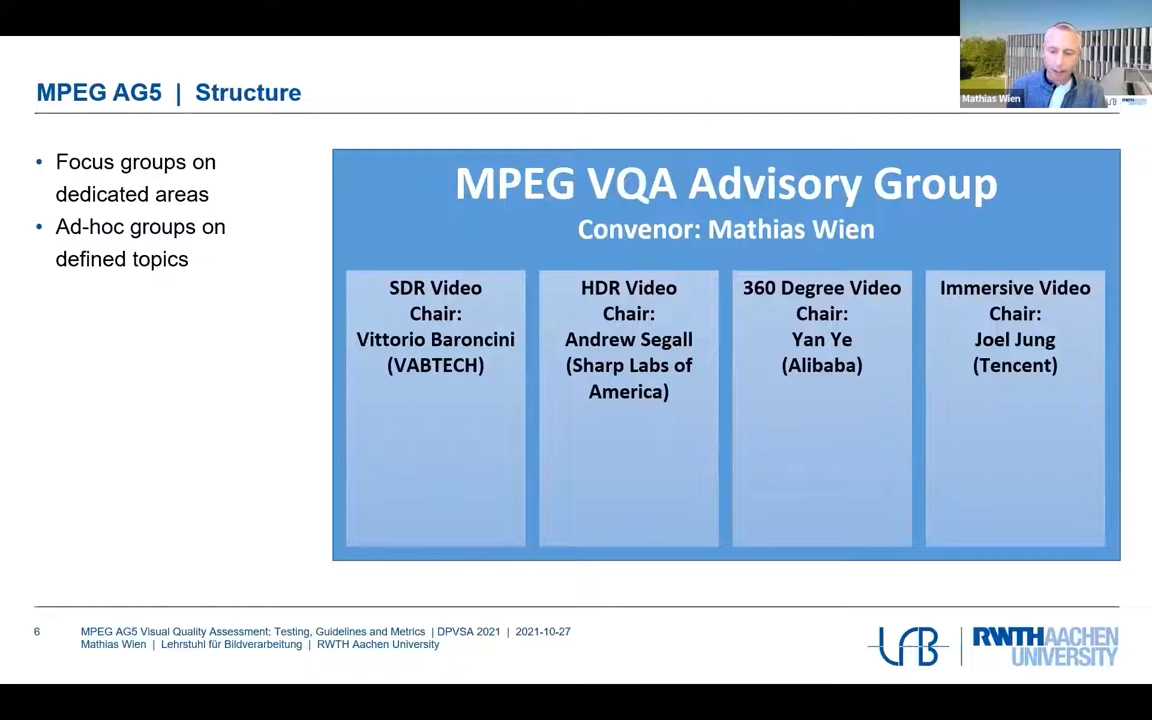 Mathias Wien
MPEG AG5 | Structure
• Focus groups on
dedicated areas
• Ad-hoc groups on
defined topics
MPEG VQA Advisory Group
Convenor: Mathias Wien
SDR Video
Chair:
Vittorio Baroncini
(VABTECH)
HDR Video
Chair:
Andrew Segall
(Sharp Labs of
America)
360 Degree Video
Chair:
Yan Ye
(Alibaba)
Immersive Video
Chair:
Joel Jung
(Tencent)
6
MPEG AG5 Visual Quality Assessment: Testing, Guidelines and Metrics | DPVSA 2021 | 2021-10-27
Mathias Wien | Lehrstuhl für Bildverarbeitung | RWTH Aachen University
LfB
RWTHAACHEN
UNIVERSITY